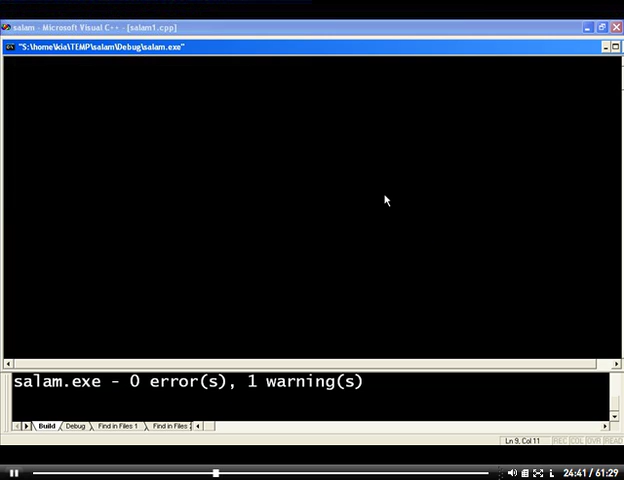 salam - Microsoft Visual C++ - [salam1.cpp]
"S:\home\kia\TEMP\salam\Debug\salam.exe"
salam.exe - 0 error(s), 1 warning(s)
Build Debug Find in Files 1 Find in Files
Ln 9, Col 11 REC COL OVR READ
24:41 / 61:29